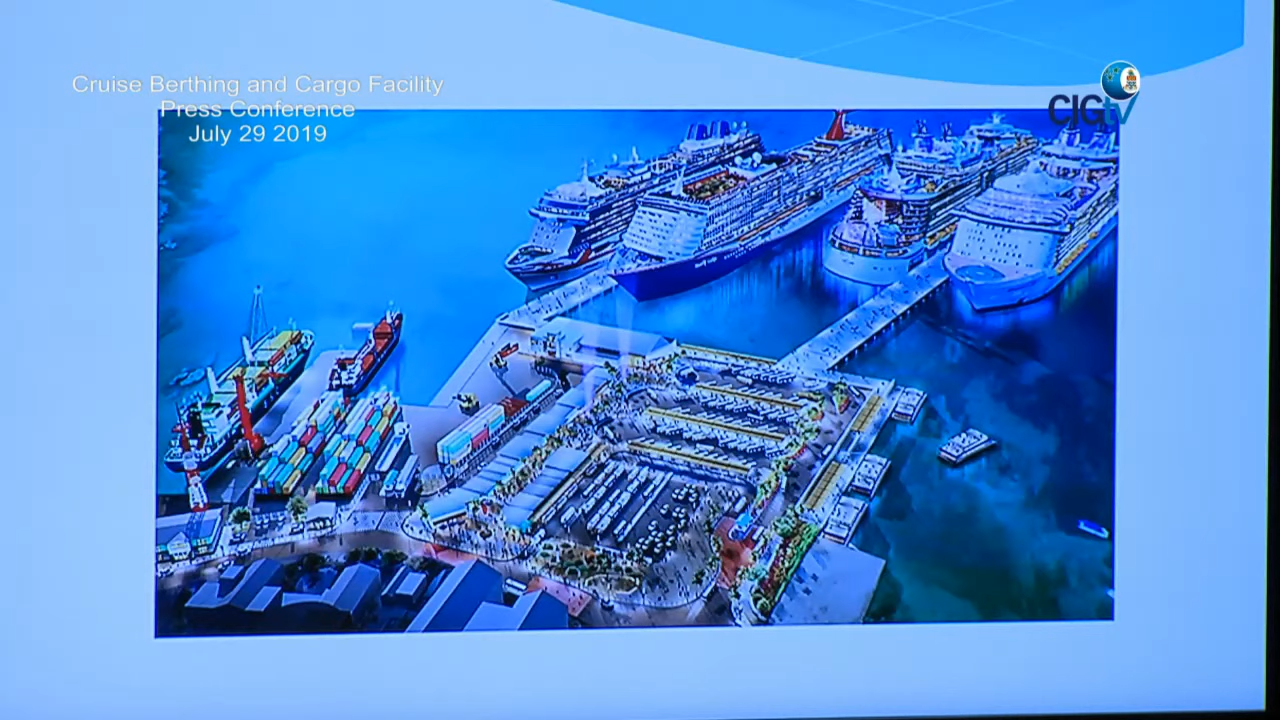 Cruise Berthing and Cargo Facility
Press Conference
July 29 2019
CIGtv